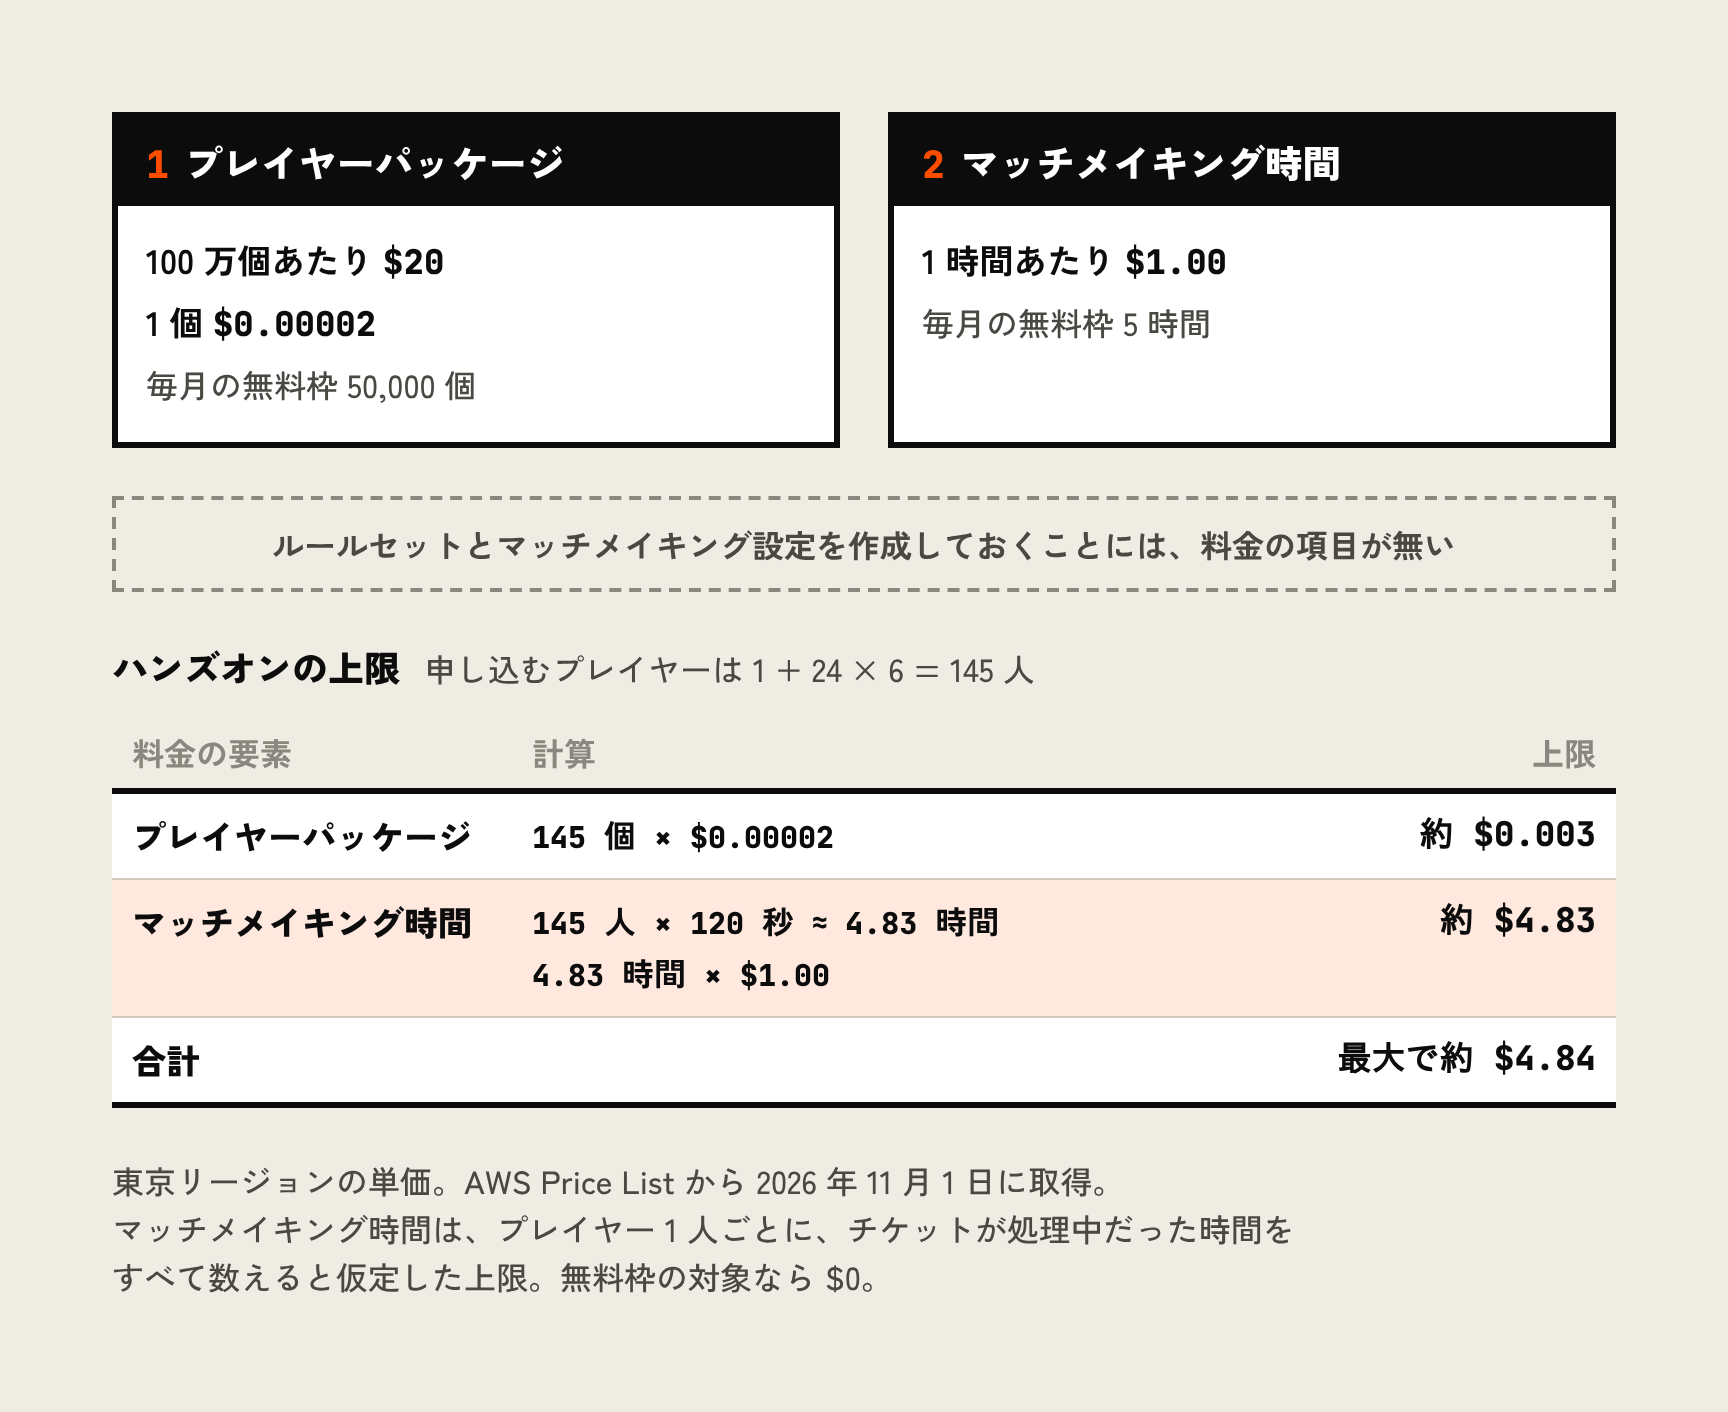 1 プレイヤーパッケージ
100 万個あたり $20
1 個 $0.00002
毎月の無料枠 50,000 個
2 マッチメイキング時間
1 時間あたり $1.00
毎月の無料枠 5 時間
ルールセットとマッチメイキング設定を作成しておくことには、料金の項目が無い
ハンズオンの上限 申し込むプレイヤーは 1 + 24 × 6 = 145 人
料金の要素 計算 上限
プレイヤーパッケージ 145 個 × $0.00002 約 $0.003
マッチメイキング時間 145 人 × 120 秒 ≈ 4.83 時間 約 $4.83
4.83 時間 × $1.00
合計 最大で約 $4.84
東京リージョンの単価。AWS Price List から 2026 年 11 月 1 日に取得。
マッチメイキング時間は、プレイヤー 1 人ごとに、チケットが処理中だった時間を
すべて数えると仮定した上限。無料枠の対象なら $0。